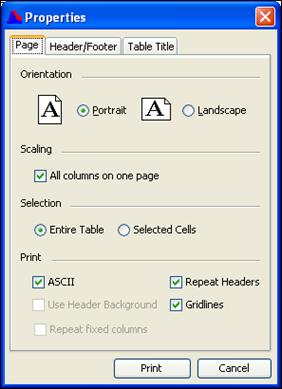 Properties
Page Header/Footer Table Title
Orientation
A Portrait A Landscape
Scaling
All columns on one page
Selection
Entire Table Selected Cells
Print
ASCII Repeat Headers
Use Header Background Gridlines
Repeat fixed columns
Print Cancel